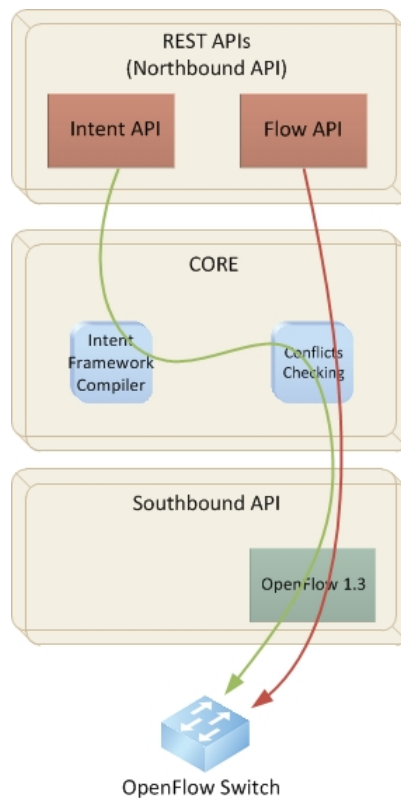 REST APIs
(Northbound API)
Intent API
Flow API
CORE
Intent
Framework
Compiler
Conflicts
Checking
Southbound API
OpenFlow 1.3
OpenFlow Switch